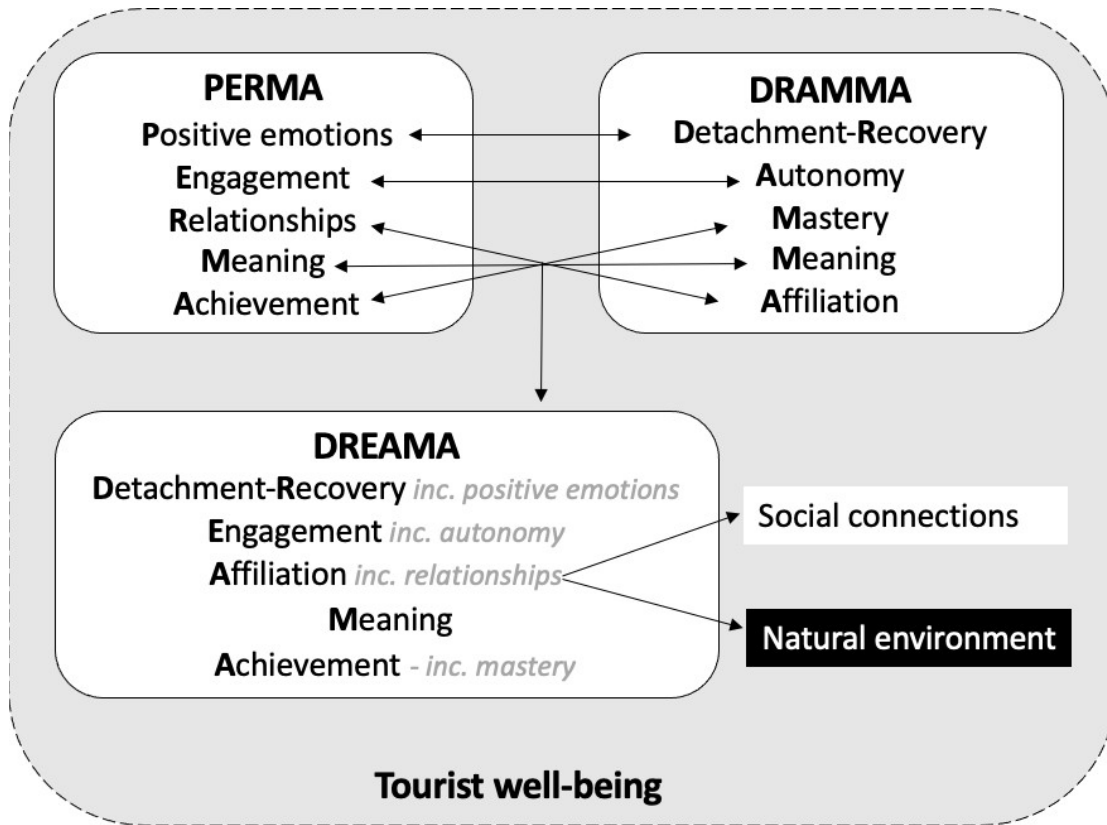 PERMA
Positive emotions
Engagement
Relationships
Meaning
Achievement
DRAMMA
Detachment-Recovery
Autonomy
Mastery
Meaning
Affiliation
DREAMA
Detachment-Recovery inc. positive emotions
Engagement inc. autonomy
Affiliation inc. relationships
Meaning
Achievement - inc. mastery
Social connections
Natural environment
Tourist well-being